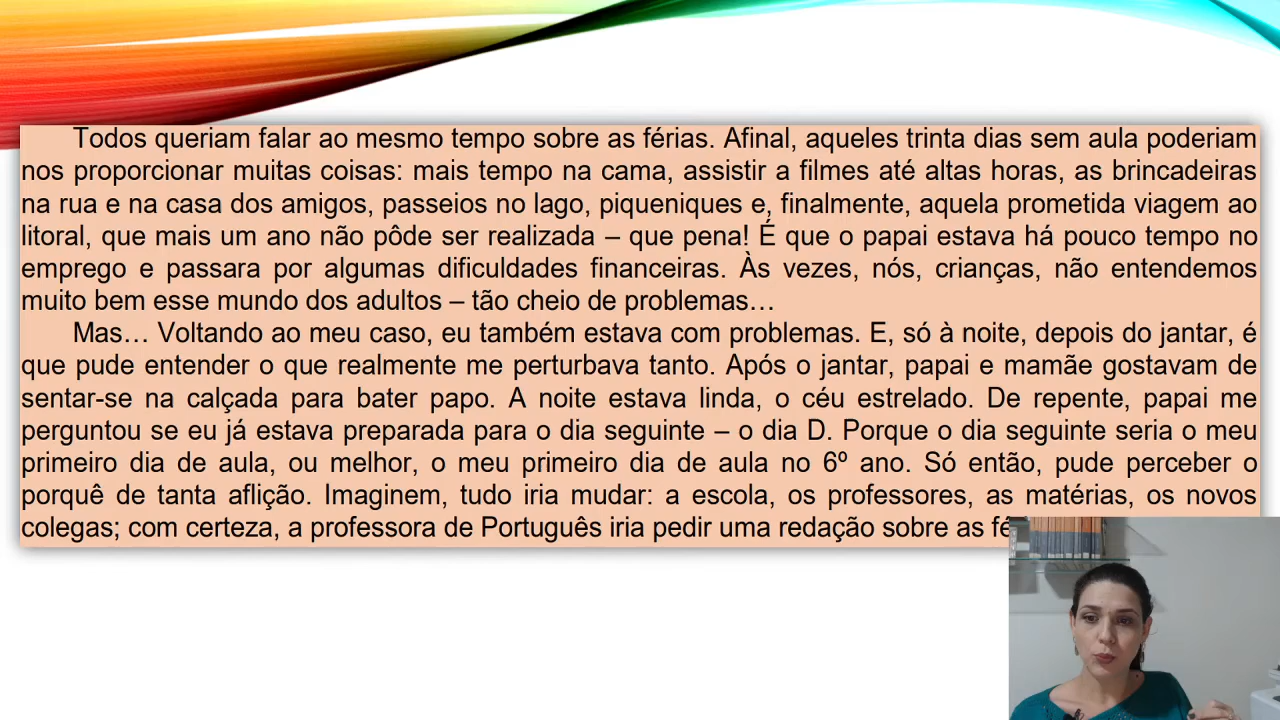 Todos queriam falar ao mesmo tempo sobre as férias. Afinal, aqueles trinta dias sem aula poderiam
nos proporcionar muitas coisas: mais tempo na cama, assistir a filmes até altas horas, as brincadeiras
na rua e na casa dos amigos, passeios no lago, piqueniques e, finalmente, aquela prometida viagem ao
litoral, que mais um ano não pôde ser realizada – que pena! É que o papai estava há pouco tempo no
emprego e passara por algumas dificuldades financeiras. Às vezes, nós, crianças, não entendemos
muito bem esse mundo dos adultos – tão cheio de problemas…
Mas… Voltando ao meu caso, eu também estava com problemas. E, só à noite, depois do jantar, é
que pude entender o que realmente me perturbava tanto. Após o jantar, papai e mamãe gostavam de
sentar-se na calçada para bater papo. A noite estava linda, o céu estrelado. De repente, papai me
perguntou se eu já estava preparada para o dia seguinte – o dia D. Porque o dia seguinte seria o meu
primeiro dia de aula, ou melhor, o meu primeiro dia de aula no 6º ano. Só então, pude perceber o
porquê de tanta aflição. Imaginem, tudo iria mudar: a escola, os professores, as matérias, os novos
colegas; com certeza, a professora de Português iria pedir uma redação sobre as